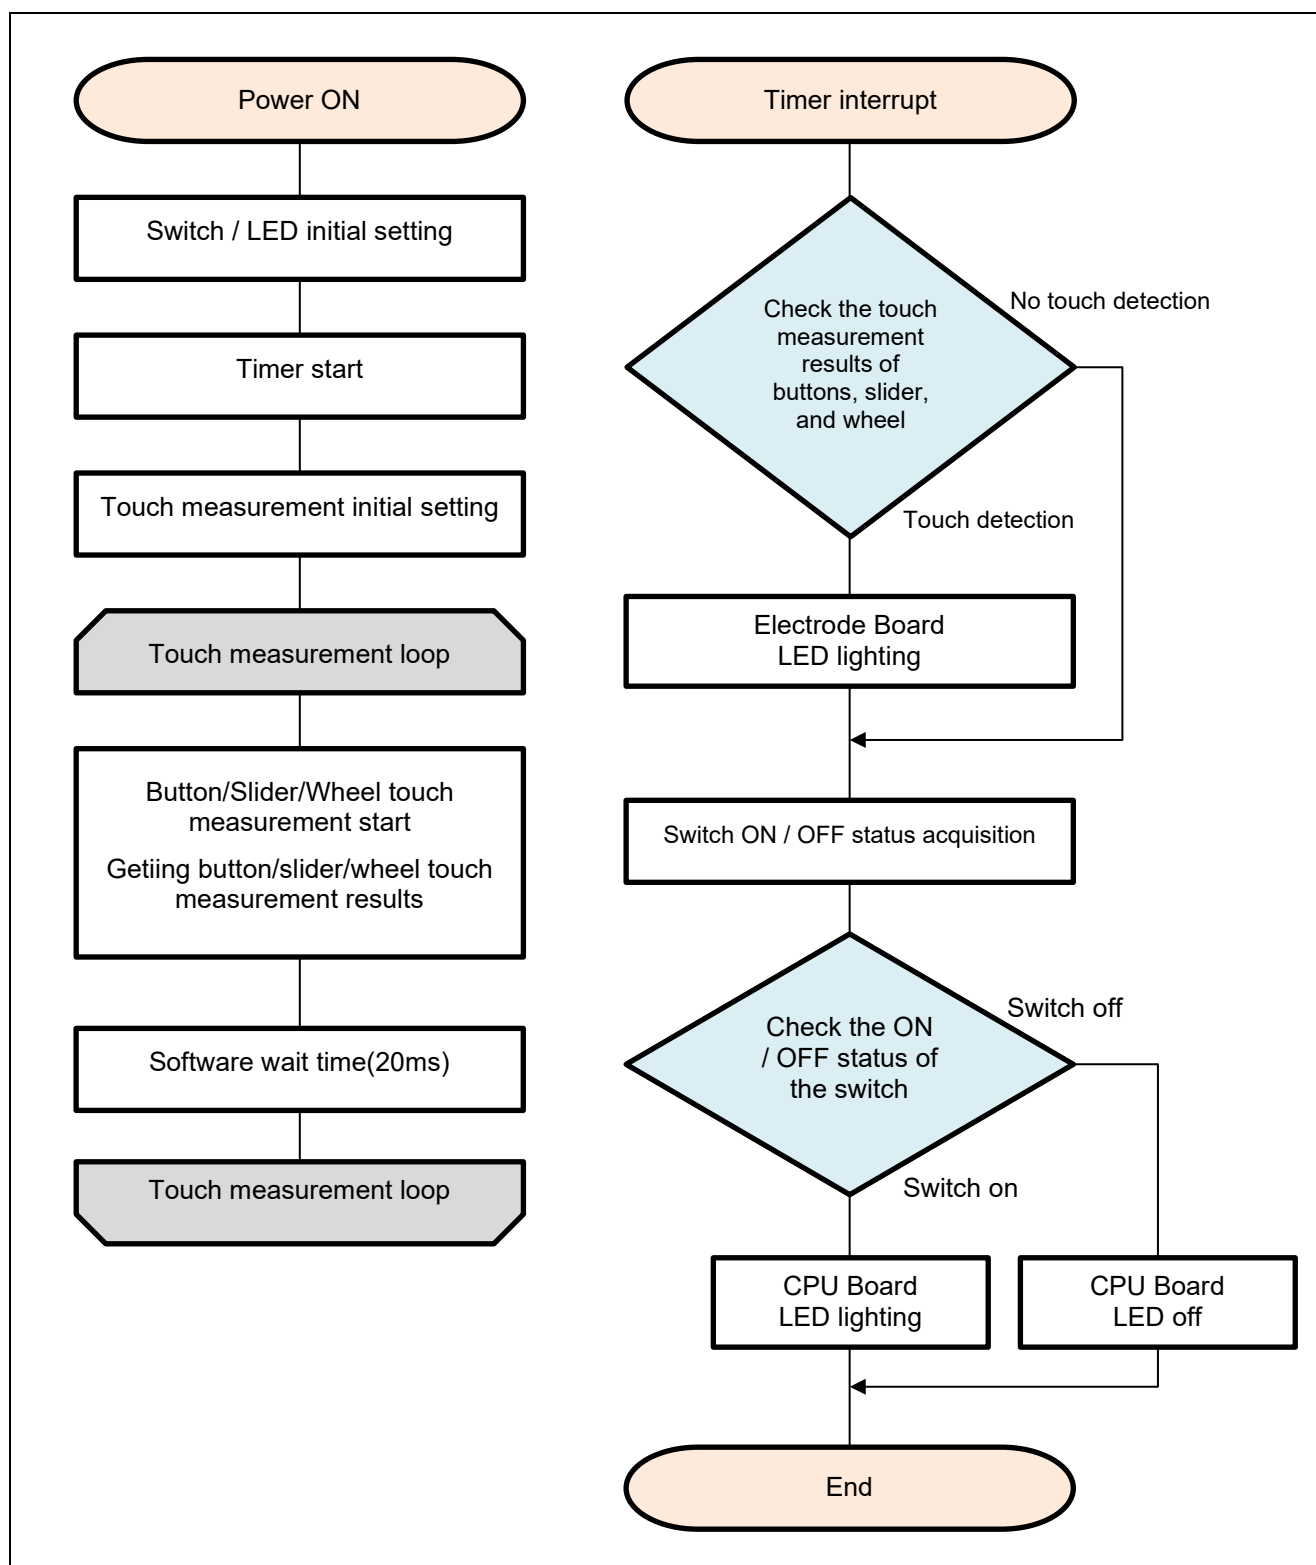 Power ON
Switch / LED initial setting
Timer start
Touch measurement initial setting
Touch measurement loop
Button/Slider/Wheel touch
measurement start
Getiing button/slider/wheel touch
measurement results
Software wait time(20ms)
Touch measurement loop
Timer interrupt
Check the touch
measurement
results of
buttons, slider,
and wheel
No touch detection
Touch detection
Electrode Board
LED lighting
Switch ON / OFF status acquisition
Check the ON
/ OFF status of
the switch
Switch off
Switch on
CPU Board
LED lighting
CPU Board
LED off
End